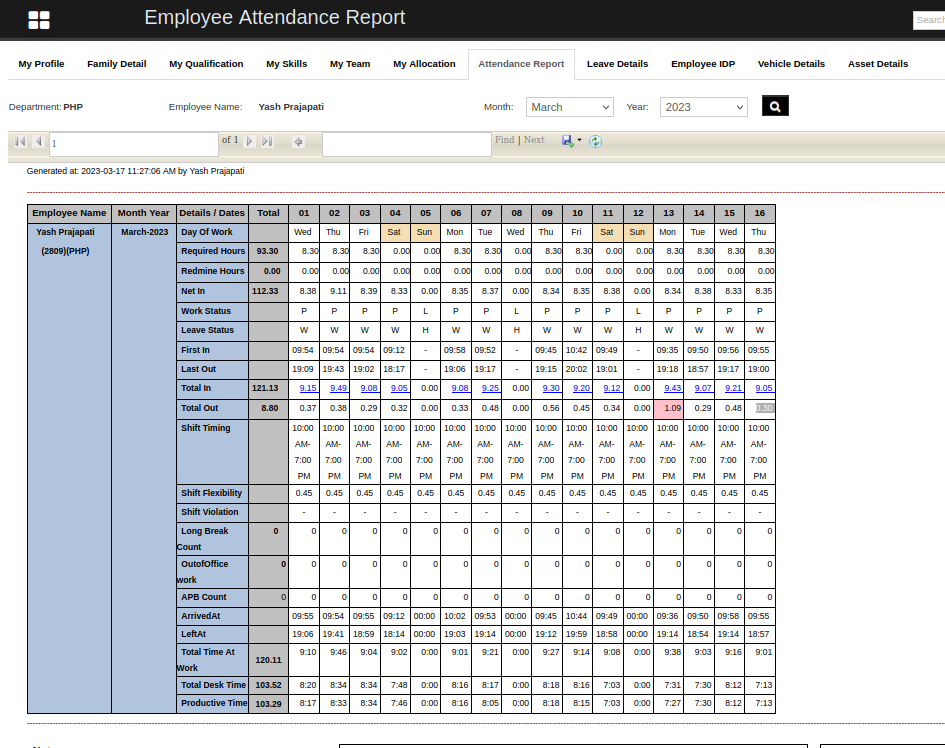 Employee Attendance Report
Search
My Profile Family Detail My Qualification My Skills My Team My Allocation Attendance Report Leave Details Employee IDP Vehicle Details Asset Details
Department: PHP Employee Name: Yash Prajapati Month: March Year: 2023
1 of 1 Find | Next
Generated at: 2023-03-17 11:27:06 AM by Yash Prajapati
Employee Name Month Year Details / Dates Total 01 02 03 04 05 06 07 08 09 10 11 12 13 14 15 16
Yash Prajapati March-2023 Day Of Work Wed Thu Fri Sat Sun Mon Tue Wed Thu Fri Sat Sun Mon Tue Wed Thu
(2809)(PHP) Required Hours 93.30 8.30 8.30 8.30 0.00 0.00 8.30 8.30 0.00 8.30 8.30 0.00 0.00 8.30 8.30 8.30 8.30
Redmine Hours 0.00 0.00 0.00 0.00 0.00 0.00 0.00 0.00 0.00 0.00 0.00 0.00 0.00 0.00 0.00 0.00 0.00
Net In 112.33 8.38 9.11 8.39 8.33 0.00 8.35 8.37 0.00 8.34 8.35 8.38 0.00 8.34 8.38 8.33 8.35
Work Status P P P P L P P L P P P L P P P P
Leave Status W W W W H W W H W W W H W W W W
First In 09:54 09:54 09:54 09:12 - 09:58 09:52 - 09:45 10:42 09:49 - 09:35 09:50 09:56 09:55
Last Out 19:09 19:43 19:02 18:17 - 19:06 19:17 - 19:15 20:02 19:01 - 19:18 18:57 19:17 19:00
Total In 121.13 9.15 9.49 9.08 9.05 0.00 9.08 9.25 0.00 9.30 9.20 9.12 0.00 9.43 9.07 9.21 9.05
Total Out 8.80 0.37 0.38 0.29 0.32 0.00 0.33 0.48 0.00 0.56 0.45 0.34 0.00 1.09 0.29 0.48 0.30
Shift Timing 10:00 10:00 10:00 10:00 10:00 10:00 10:00 10:00 10:00 10:00 10:00 10:00 10:00 10:00 10:00 10:00
AM- AM- AM- AM- AM- AM- AM- AM- AM- AM- AM- AM- AM- AM- AM- AM-
7:00 7:00 7:00 7:00 7:00 7:00 7:00 7:00 7:00 7:00 7:00 7:00 7:00 7:00 7:00 7:00
PM PM PM PM PM PM PM PM PM PM PM PM PM PM PM PM
Shift Flexibility 0.45 0.45 0.45 0.45 0.45 0.45 0.45 0.45 0.45 0.45 0.45 0.45 0.45 0.45 0.45 0.45
Shift Violation - - - - - - - - - - - - - - - -
Long Break 0 0 0 0 0 0 0 0 0 0 0 0 0 0 0 0 0
Count
OutofOffice 0 0 0 0 0 0 0 0 0 0 0 0 0 0 0 0 0
work
APB Count 0 0 0 0 0 0 0 0 0 0 0 0 0 0 0 0 0
ArrivedAt 09:55 09:54 09:55 09:12 00:00 10:02 09:53 00:00 09:45 10:44 09:49 00:00 09:36 09:50 09:58 09:55
LeftAt 19:06 19:41 18:59 18:14 00:00 19:03 19:14 00:00 19:12 19:59 18:58 00:00 19:14 18:54 19:14 18:57
Total Time At 120.11 9:10 9:46 9:04 9:02 0:00 9:01 9:21 0:00 9:27 9:14 9:08 0:00 9:38 9:03 9:16 9:01
Work
Total Desk Time 103.52 8:20 8:34 8:34 7:48 0:00 8:16 8:17 0:00 8:18 8:16 7:03 0:00 7:31 7:30 8:12 7:13
Productive Time 103.29 8:17 8:33 8:34 7:46 0:00 8:16 8:05 0:00 8:18 8:15 7:03 0:00 7:27 7:30 8:12 7:13